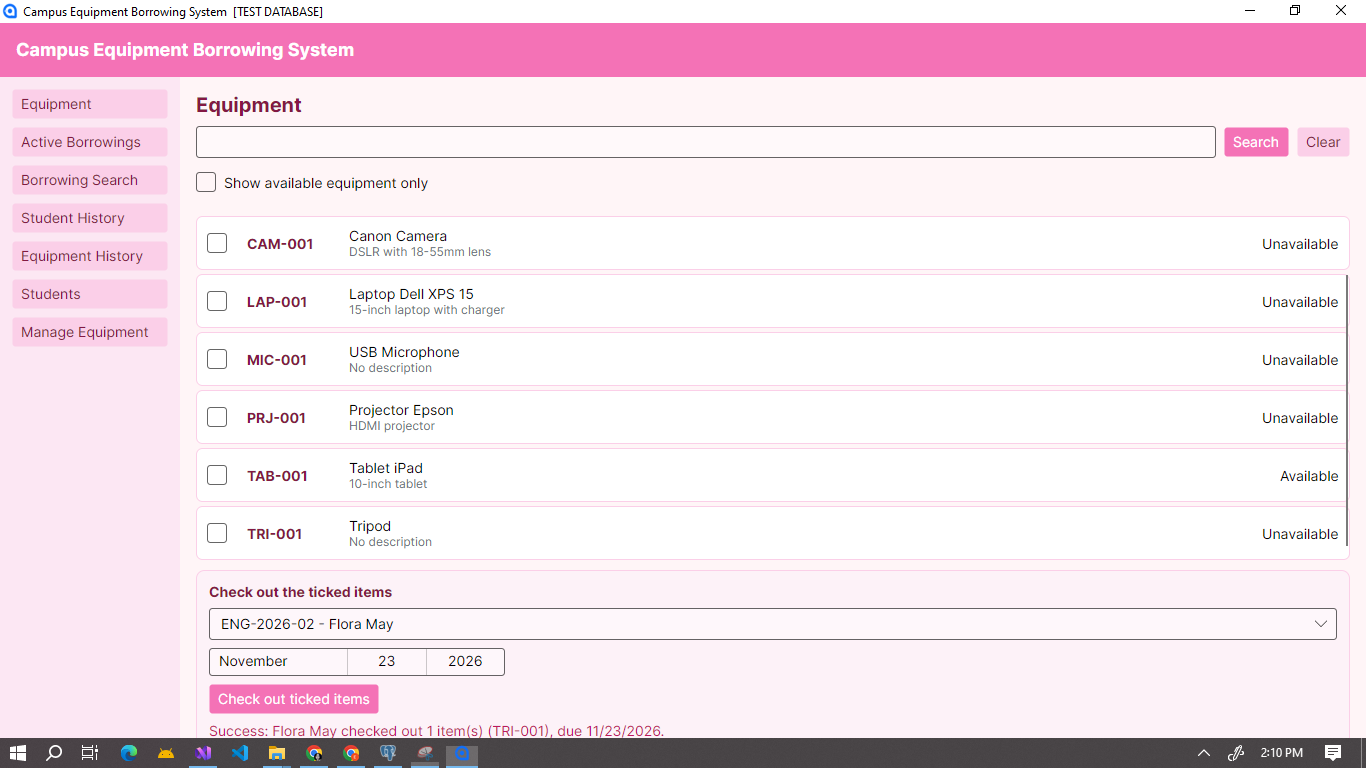 Campus Equipment Borrowing System [TEST DATABASE]
Campus Equipment Borrowing System
Equipment
Active Borrowings
Borrowing Search
Student History
Equipment History
Students
Manage Equipment
Equipment
Search Clear
Show available equipment only
CAM-001 Canon Camera Unavailable
DSLR with 18-55mm lens
LAP-001 Laptop Dell XPS 15 Unavailable
15-inch laptop with charger
MIC-001 USB Microphone Unavailable
No description
PRJ-001 Projector Epson Unavailable
HDMI projector
TAB-001 Tablet iPad Available
10-inch tablet
TRI-001 Tripod Unavailable
No description
Check out the ticked items
ENG-2026-02 - Flora May
November 23 2026
Check out ticked items
Success: Flora May checked out 1 item(s) (TRI-001), due 11/23/2026.
2:10 PM